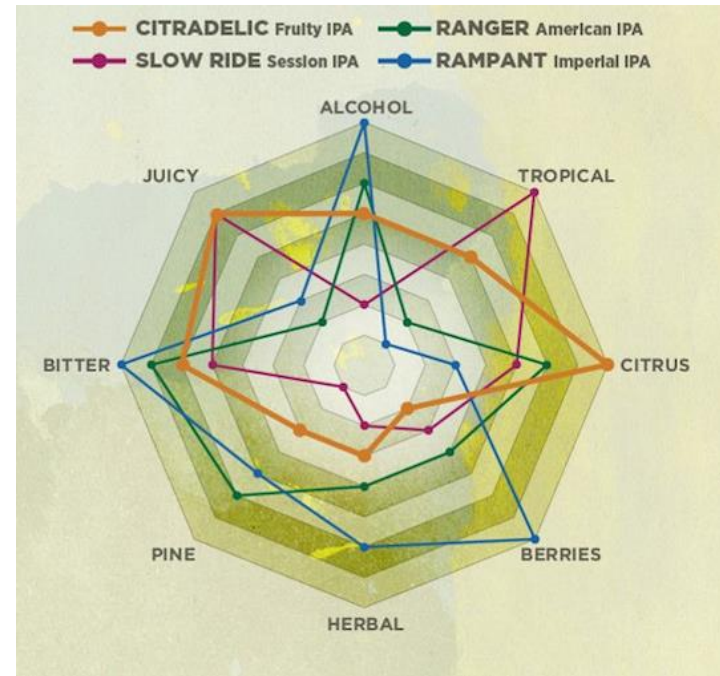 CITRADELIC Fruity IPA RANGER American IPA
SLOW RIDE Session IPA RAMPANT Imperial IPA
ALCOHOL
JUICY TROPICAL
BITTER CITRUS
PINE BERRIES
HERBAL